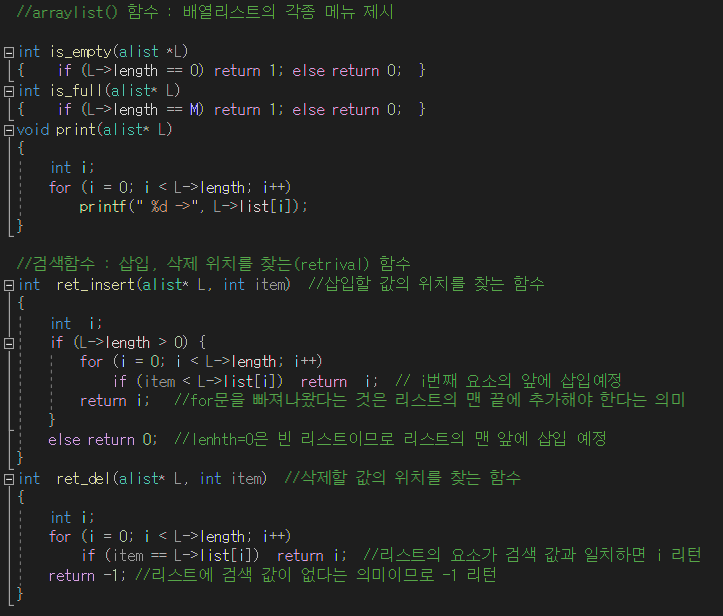 //arraylist() 함수 : 배열리스트의 각종 메뉴 제시
int is_empty(alist *L)
{    if (L->length == 0) return 1; else return 0;  }
int is_full(alist* L)
{    if (L->length == M) return 1; else return 0;  }
void print(alist* L)
{
    int i;
    for (i = 0; i < L->length; i++)
        printf(" %d ->", L->list[i]);
}
//검색함수 : 삽입, 삭제 위치를 찾는(retrival) 함수
int  ret_insert(alist* L, int item)  //삽입할 값의 위치를 찾는 함수
{
    int  i;
    if (L->length > 0) {
        for (i = 0; i < L->length; i++)
            if (item < L->list[i])  return  i;  // i번째 요소의 앞에 삽입예정
        return i;   //for문을 빠져나왔다는 것은 리스트의 맨 끝에 추가해야 한다는 의미
    }
    else return 0;  //lenhth=0은 빈 리스트이므로 리스트의 맨 앞에 삽입 예정
}
int  ret_del(alist* L, int item)  //삭제할 값의 위치를 찾는 함수
{
    int i;
    for (i = 0; i < L->length; i++)
        if (item == L->list[i])  return i;  //리스트의 요소가 검색 값과 일치하면 i 리턴
    return -1; //리스트에 검색 값이 없다는 의미이므로 -1 리턴
}